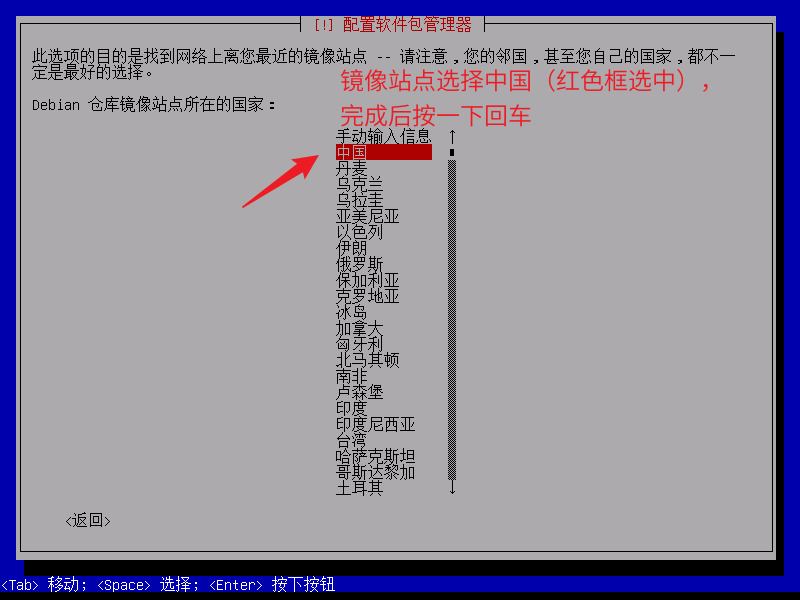 [!] 配置软件包管理器
此选项的目的是找到网络上离您最近的镜像站点 -- 请注意，您的邻国，甚至您自己的国家，都不一
定是最好的选择。
镜像站点选择中国（红色框选中），
Debian 仓库镜像站点所在的国家：
完成后按一下回车
手动输入信息 ↑
中国
丹麦
乌克兰
乌拉圭
亚美尼亚
以色列
伊朗
俄罗斯
保加利亚
克罗地亚
冰岛
加拿大
匈牙利
北马其顿
南非
卢森堡
印度
印度尼西亚
台湾
哈萨克斯坦
哥斯达黎加
土耳其 ↓
<返回>
<Tab> 移动; <Space> 选择; <Enter> 按下按钮